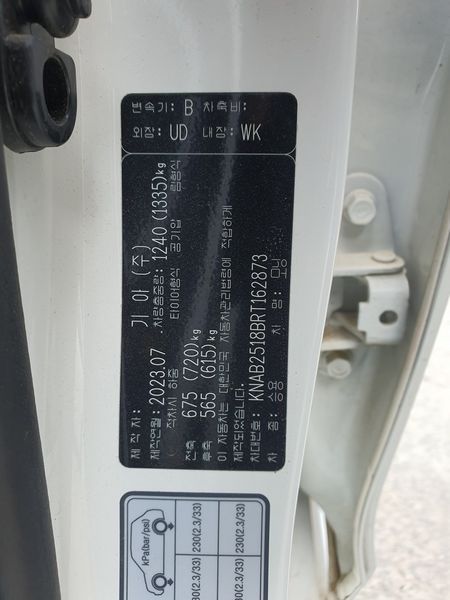 변속기: B 차축비:
외장: UD 내장: WK
제작자: 기아 (주)
제작연월: 2023.07 .차량총중량: 1240 (1335)kg
적차시 하중 타이어형식 공기압 림형식
전축 675 (720)kg
후축 565 (615)kg
이 자동차는 대한민국 자동차관리법령에 적합하게
제작되었습니다.
차대번호: KNAB2518BRT162873
차종: 승용 차명: 모닝
kPa(bar/psi)
230(2.3/33) 230(2.3/33)
230(2.3/33) 230(2.3/33)